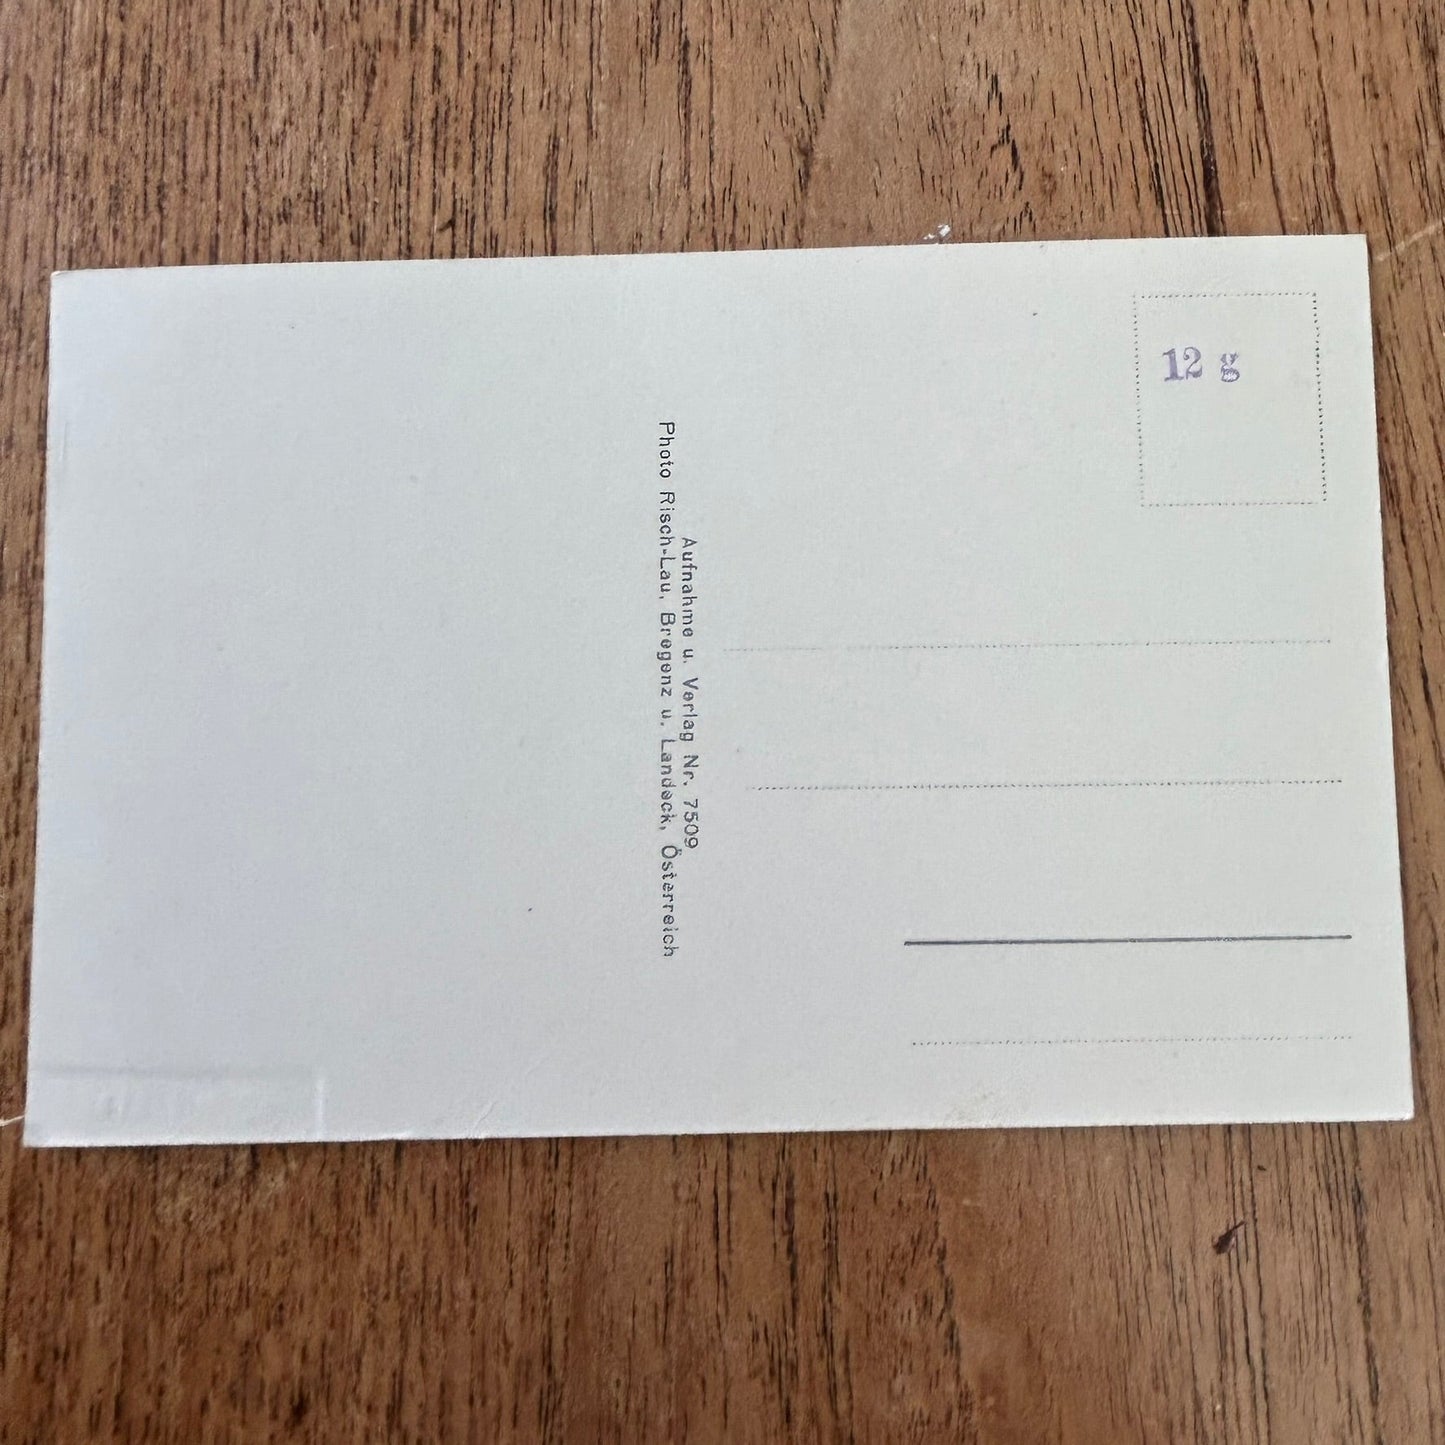 12 g
Aufnahme u. Verlag Nr. 7509
Photo Risch-Lau, Bregenz u. Landeck, Österreich